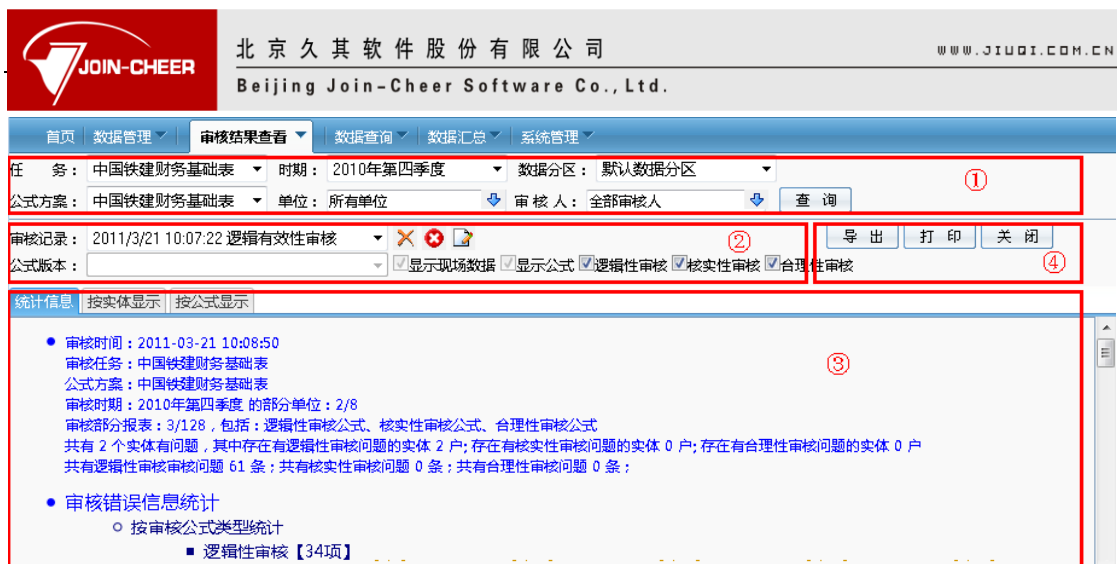 JOIN-CHEER
北京久其软件股份有限公司
WWW.JIUQI.COM.CN
Beijing Join-Cheer Software Co.,Ltd.
首页 数据管理 审核结果查看 数据查询 数据汇总 系统管理
任 务： 中国铁建财务基础表 时期： 2010年第四季度 数据分区： 默认数据分区
①
公式方案： 中国铁建财务基础表 单位： 所有单位 审核人： 全部审核人 查 询
审核记录： 2011/3/21 10:07:22 逻辑有效性审核 ② 导 出 打 印 关 闭
公式版本： 显示现场数据 显示公式 逻辑性审核 核实性审核 合理性审核 ④
统计信息 按实体显示 按公式显示
● 审核时间：2011-03-21 10:08:50
③
审核任务：中国铁建财务基础表
公式方案：中国铁建财务基础表
审核时期：2010年第四季度 的部分单位：2/8
审核部分报表：3/128，包括：逻辑性审核公式、核实性审核公式、合理性审核公式
共有 2 个实体有问题，其中存在有逻辑性审核问题的实体 2 户; 存在有核实性审核问题的实体 0 户; 存在有合理性审核问题的实体 0 户
共有逻辑性审核审核问题 61 条；共有核实性审核问题 0 条；共有合理性审核问题 0 条；
● 审核错误信息统计
○ 按审核公式类型统计
■ 逻辑性审核【34项】